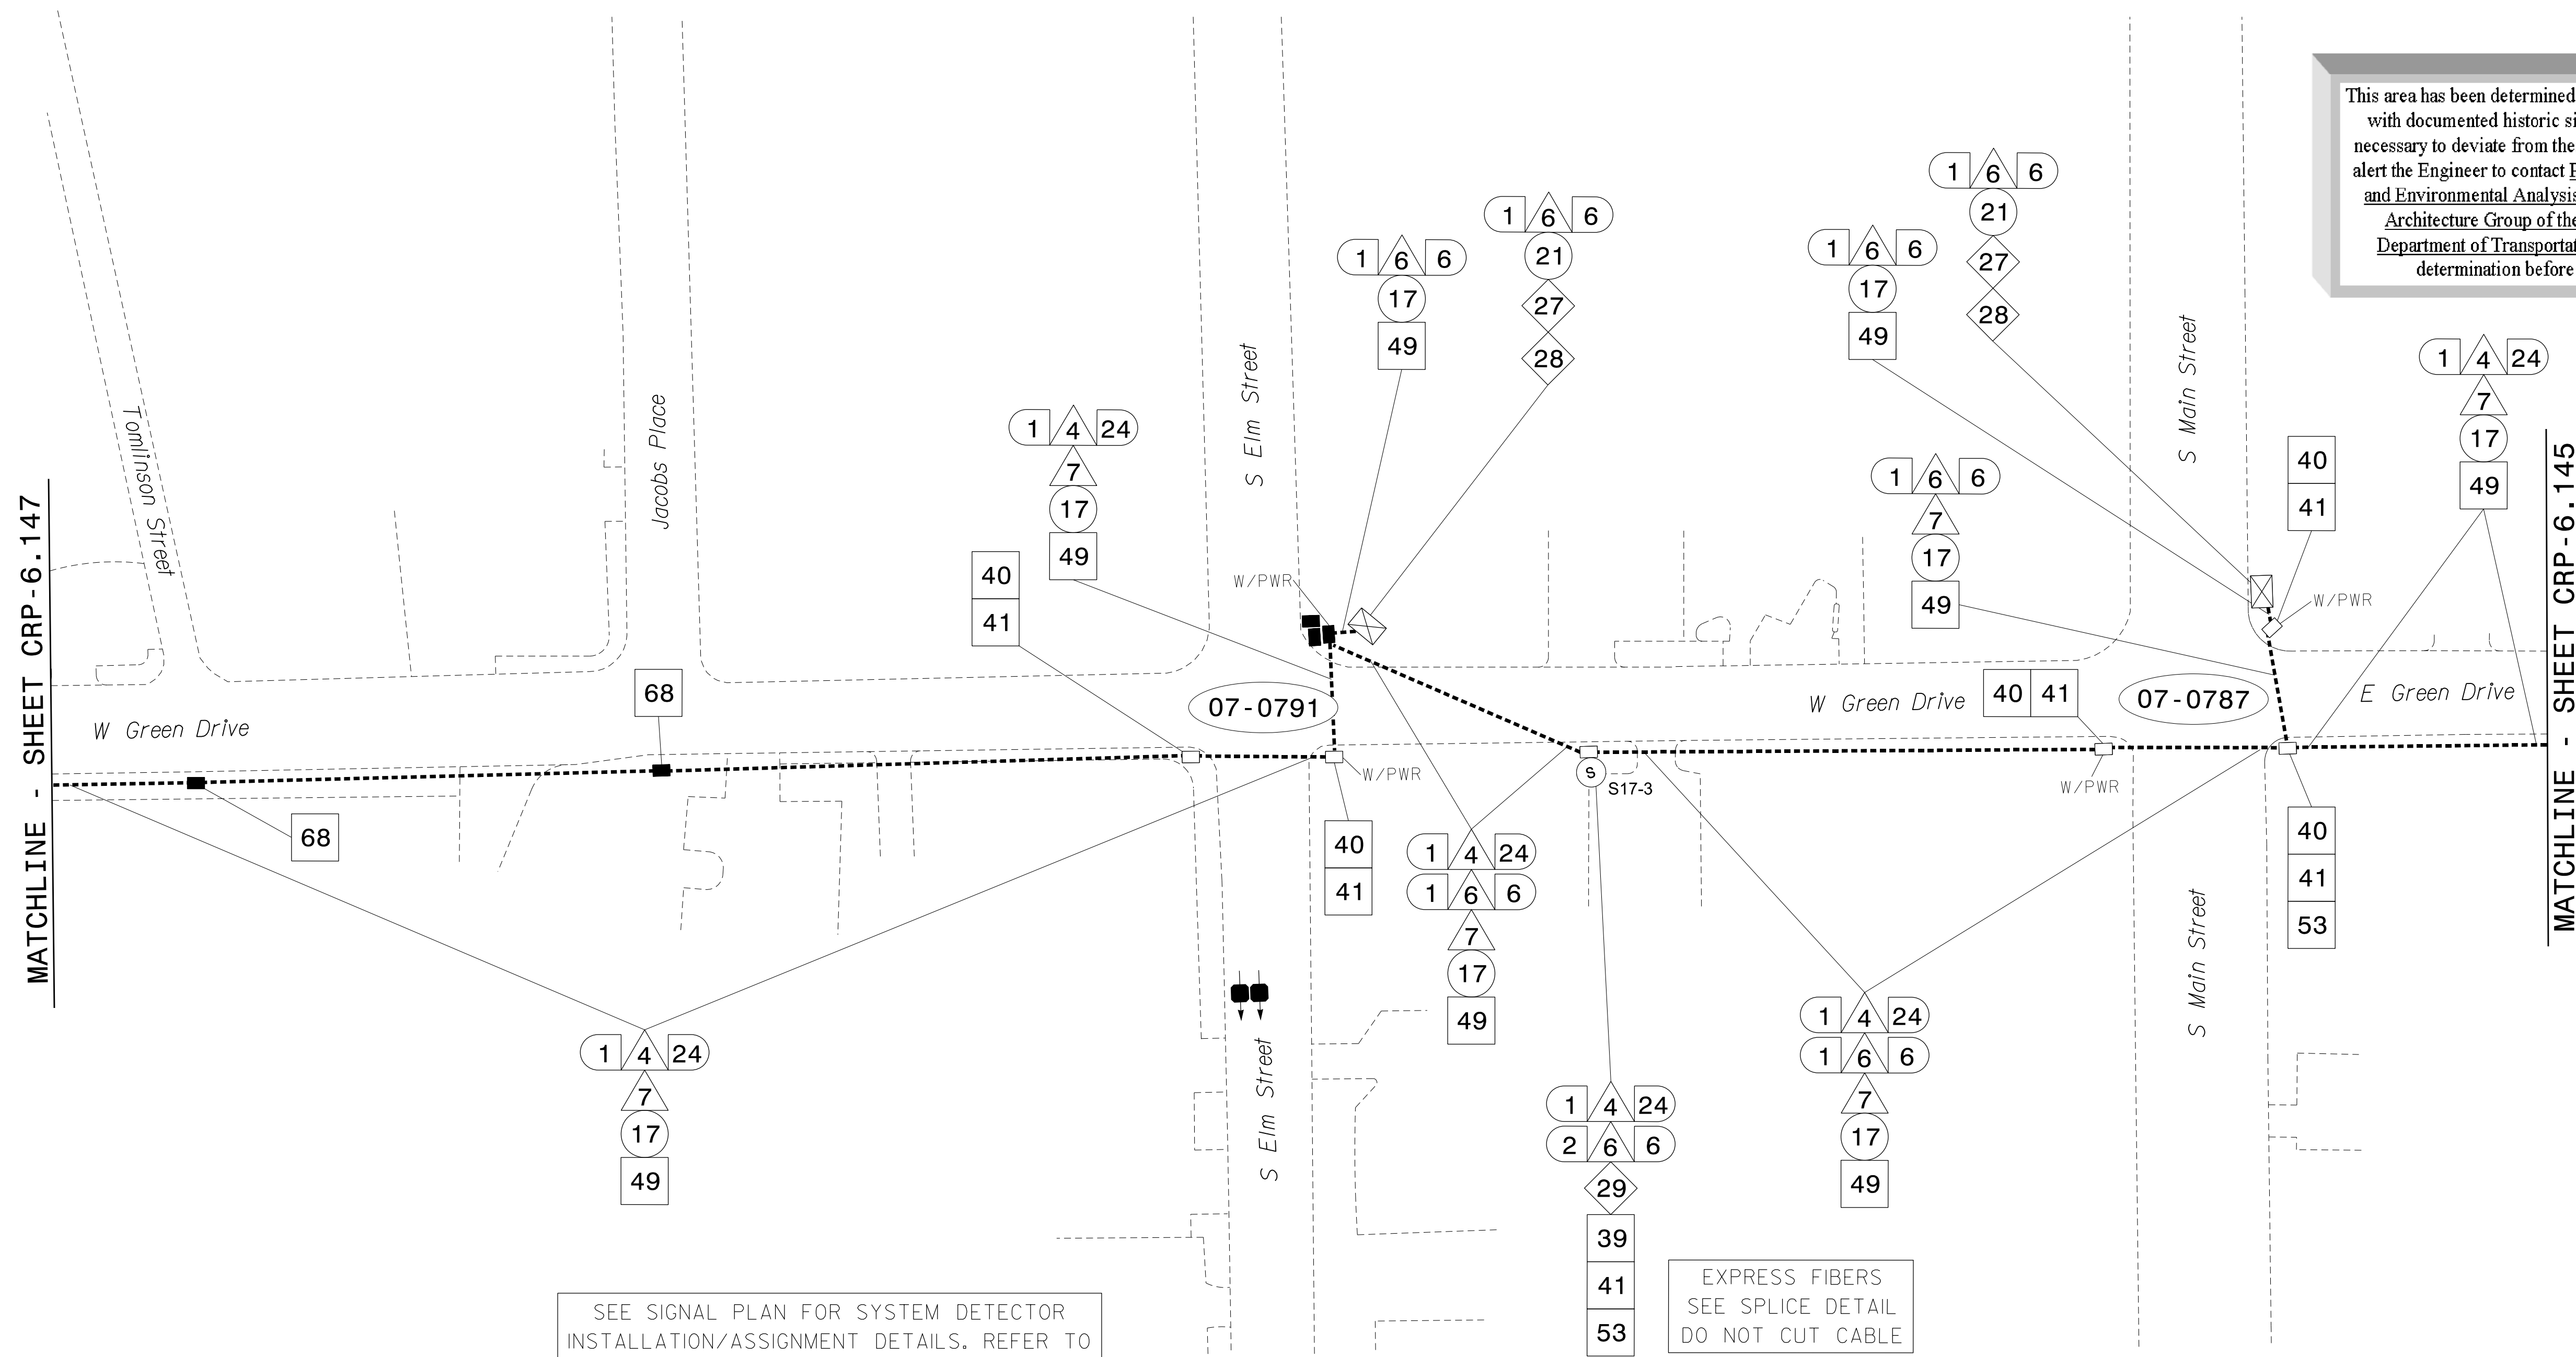 This area has been determined
with documented historic si
necessary to deviate from the
alert the Engineer to contact
and Environmental Analysis
Architecture Group of the
Department of Transporta
determination before
1 6 6
21
27
28
1 6 6
17
49
1 6 6
21
27
28
1 6 6
17
49
1 4 24
7
17
49
1 4 24
7
17
49
40
41
1 6 6
7
17
49
40
41
Tomlinson Street
Jacobs Place
S Elm Street
S Main Street
MATCHLINE - SHEET CRP-6.147
MATCHLINE - SHEET CRP-6.145
W/PWR
W/PWR
68
W Green Drive
07-0791
W Green Drive
40 41
07-0787
E Green Drive
W/PWR
W/PWR
S
S17-3
68
40
41
1 4 24
1 6 6
7
17
49
40
41
53
S Main Street
S Elm Street
1 4 24
7
17
49
1 4 24
1 6 6
7
17
49
1 4 24
2 6 6
29
39
41
53
SEE SIGNAL PLAN FOR SYSTEM DETECTOR
INSTALLATION/ASSIGNMENT DETAILS. REFER TO
EXPRESS FIBERS
SEE SPLICE DETAIL
DO NOT CUT CABLE